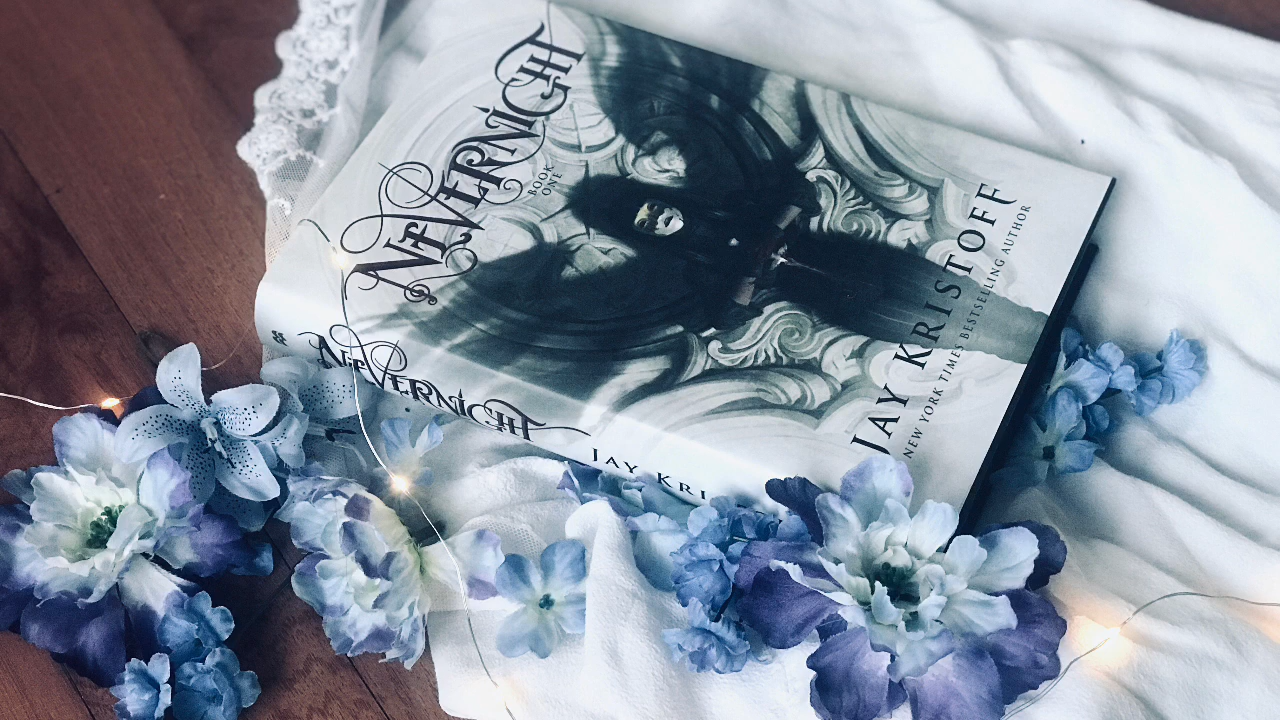 NEVERNIGHT
BOOK
ONE
JAY KRISTOFF
NEW YORK TIMES BESTSELLING AUTHOR
NEVERNIGHT
JAY KRI